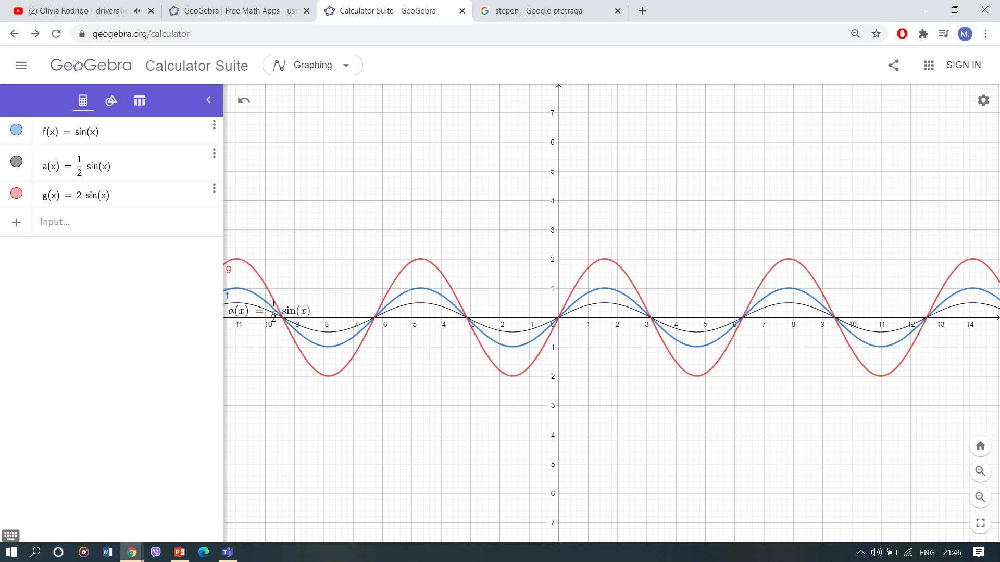 (2) Olivia Rodrigo - drivers lic
GeoGebra | Free Math Apps - use
Calculator Suite - GeoGebra
stepen - Google pretraga
geogebra.org/calculator
M.
GeoGebra Calculator Suite
Graphing
SIGN IN
f(x) = sin(x)
a(x) = 1/2 sin(x)
g(x) = 2 sin(x)
Input...
7
6
5
4
3
2
1
g
f
a(x) = 1/2 sin(x)
–11 –10 –9 –8 –7 –6 –5 –4 –3 –2 –1 0 1 2 3 4 5 6 7 8 9 10 11 12 13 14
–1
–2
–3
–4
–5
–6
–7
ENG 21:46